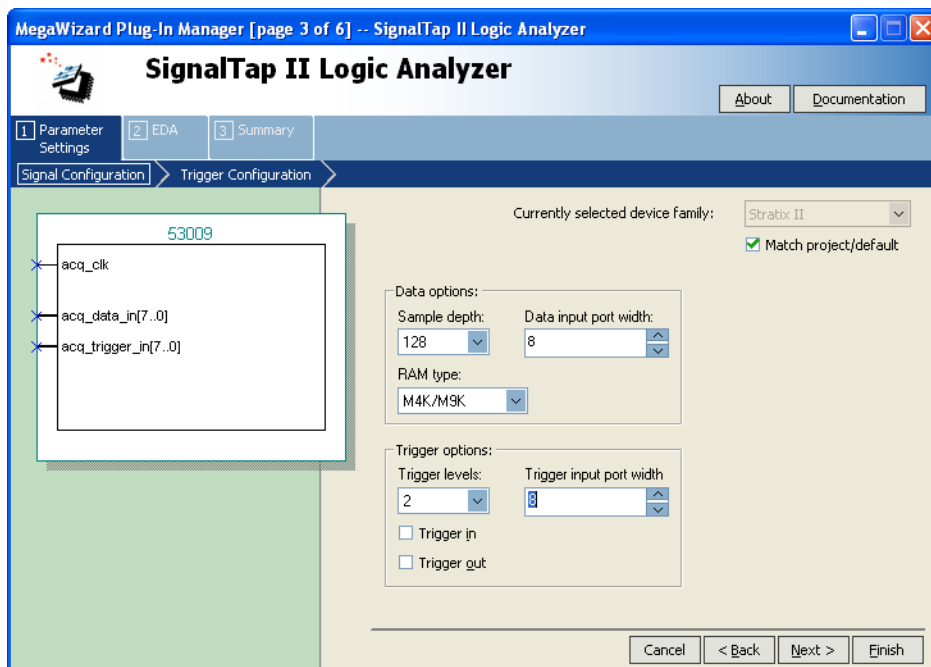 MegaWizard Plug-In Manager [page 3 of 6] -- SignalTap II Logic Analyzer
SignalTap II Logic Analyzer
About
Documentation
1 Parameter Settings
2 EDA
3 Summary
Signal Configuration
Trigger Configuration
Currently selected device family:
Stratix II
Match project/default
53009
acq_clk
acq_data_in[7..0]
acq_trigger_in[7..0]
Data options:
Sample depth:
Data input port width:
128
8
RAM type:
M4K/M9K
Trigger options:
Trigger levels:
Trigger input port width
2
8
Trigger in
Trigger out
Cancel
< Back
Next >
Finish